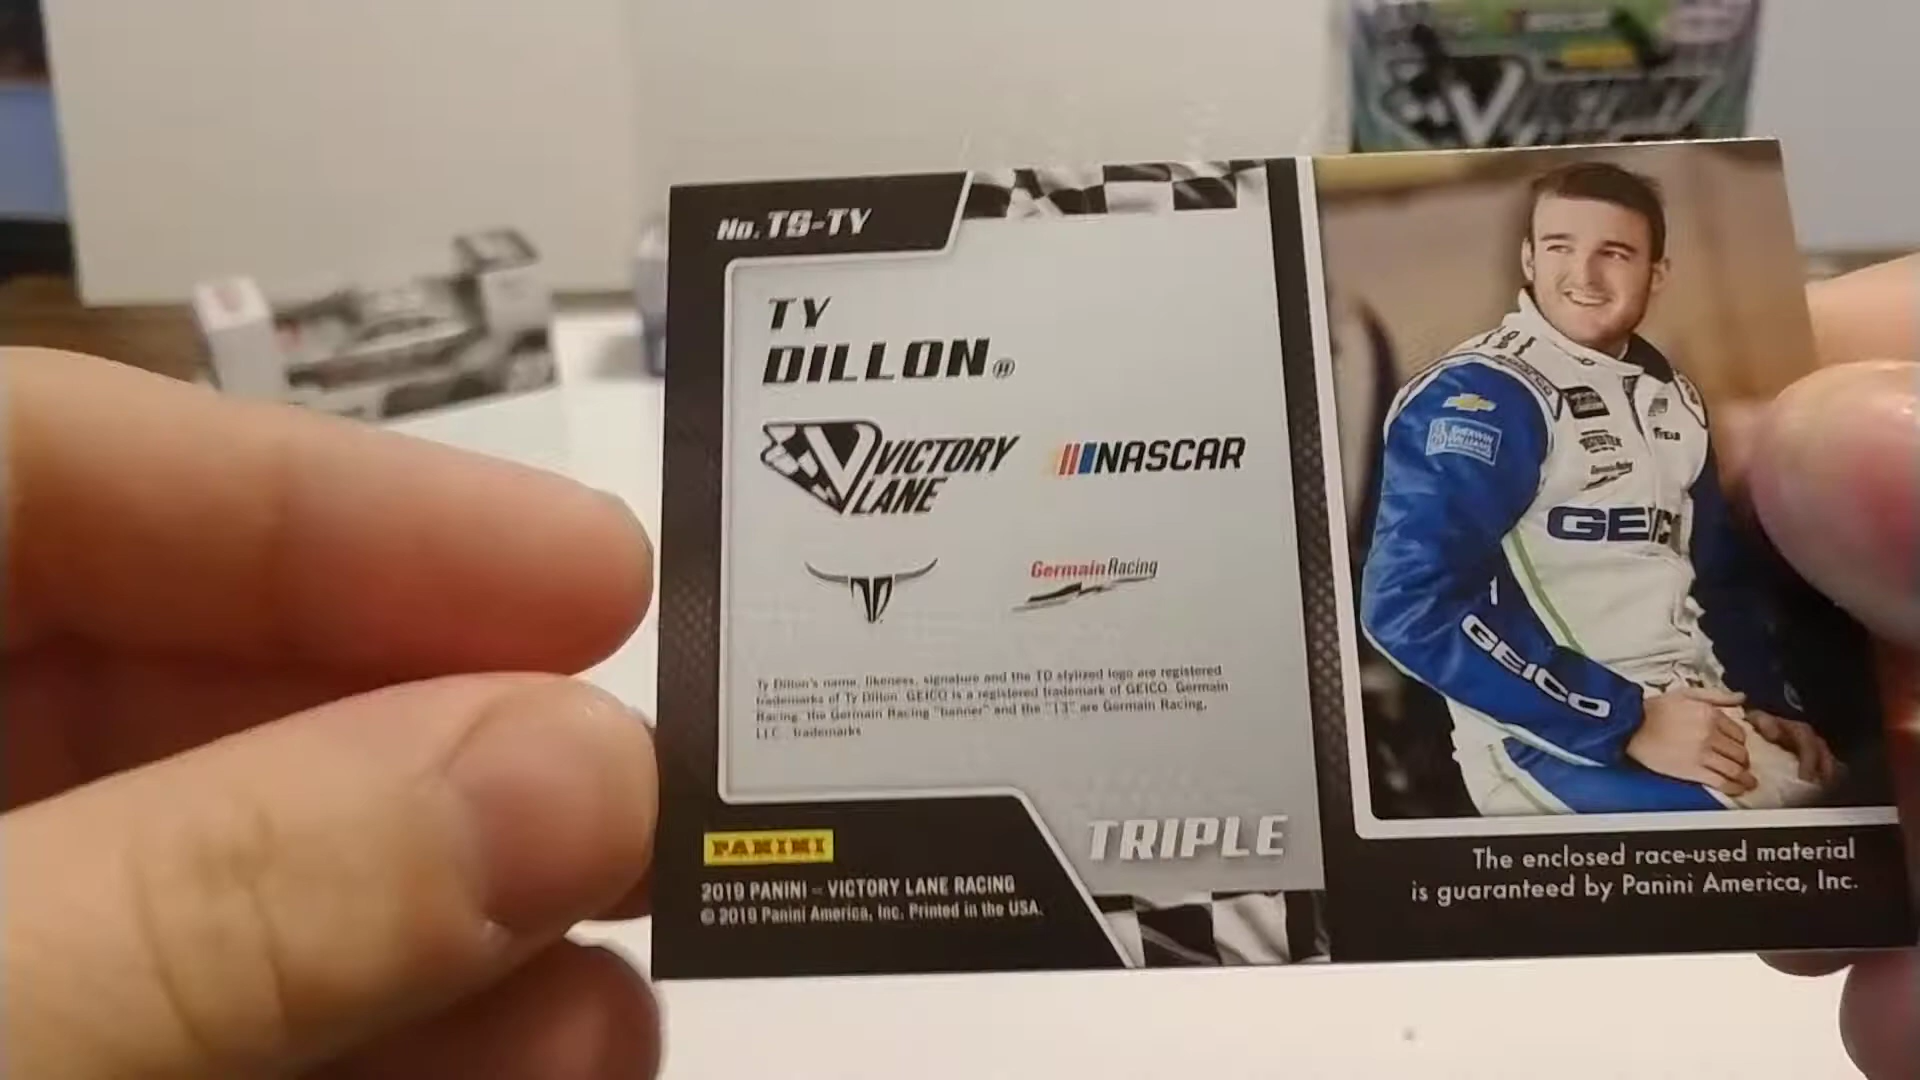 No. TS-TY
TY
DILLON®
VICTORY
LANE
NASCAR
Germain Racing
Ty Dillon's name, likeness, signature and the TD stylized logo are registered
trademarks of Ty Dillon. GEICO is a registered trademark of GEICO. Germain
Racing, the Germain Racing "banner" and the "13" are Germain Racing,
LLC. trademarks
TRIPLE
PANINI
2019 PANINI – VICTORY LANE RACING
© 2019 Panini America, Inc. Printed in the USA.
SHERWIN
GEICO
GEICO
The enclosed race-used material
is guaranteed by Panini America, Inc.